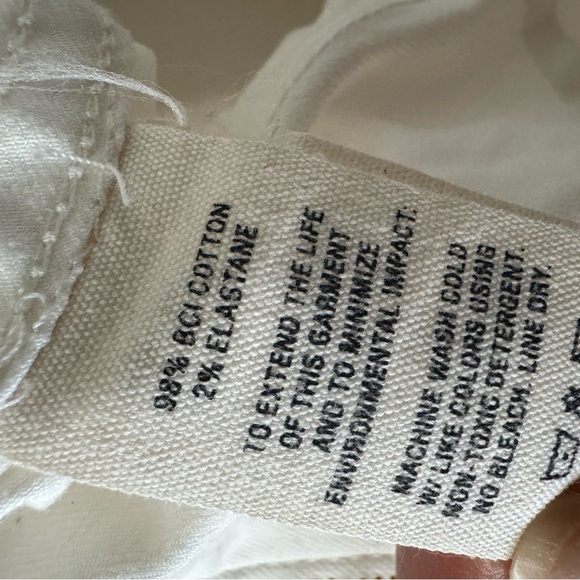 98% BCI COTTON
2% ELASTANE
TO EXTEND THE LIFE
OF THIS GARMENT
AND TO MINIMIZE
ENVIRONMENTAL IMPACT:
MACHINE WASH COLD
W/ LIKE COLORS USING
NON-TOXIC DETERGENT.
NO BLEACH. LINE DRY.